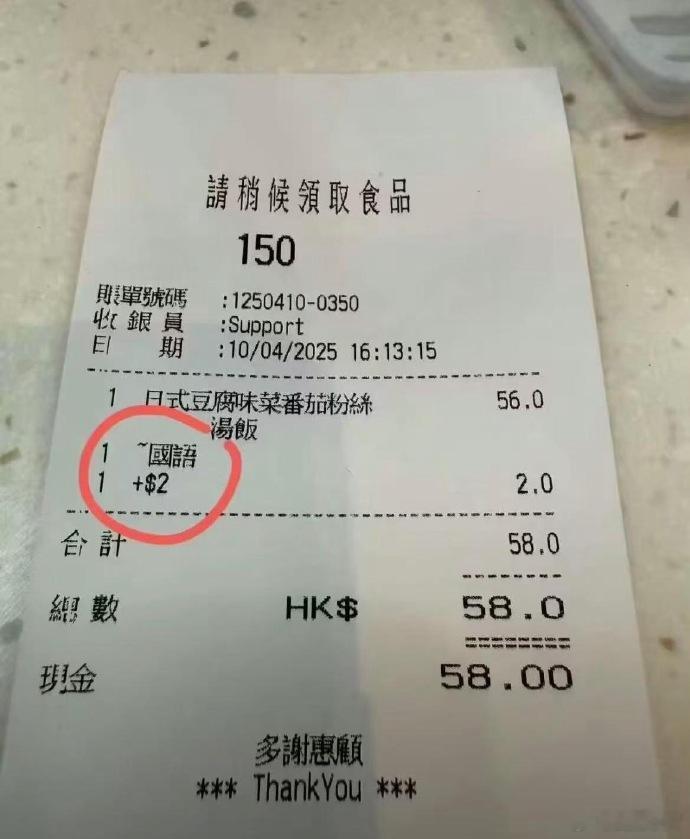 請稍候領取食品
150
賬單號碼 :1250410-0350
收銀員 :Support
日期 :10/04/2025 16:13:15
1 日式豆腐味菜番茄粉絲 56.0
湯飯
1 ~國語
1 +$2 2.0
合計 58.0
總數 HK$ 58.0
現金 58.00
多謝惠顧
*** ThankYou ***